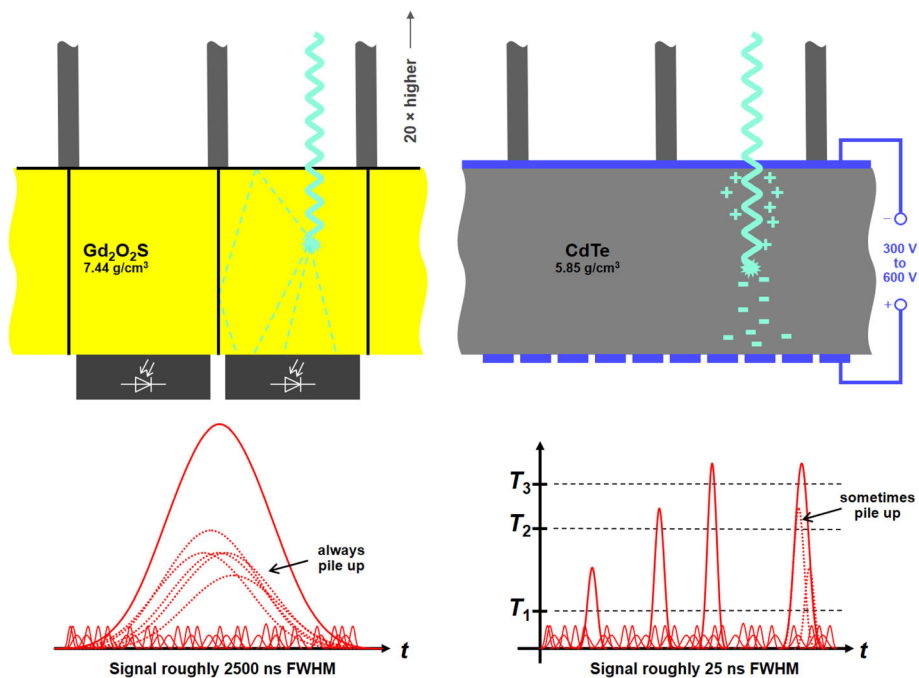 20 × higher
Gd₂O₂S
7.44 g/cm³
CdTe
5.85 g/cm³
−
300 V
to
600 V
+
always
pile up
t
Signal roughly 2500 ns FWHM
T₃
T₂
T₁
sometimes
pile up
t
Signal roughly 25 ns FWHM